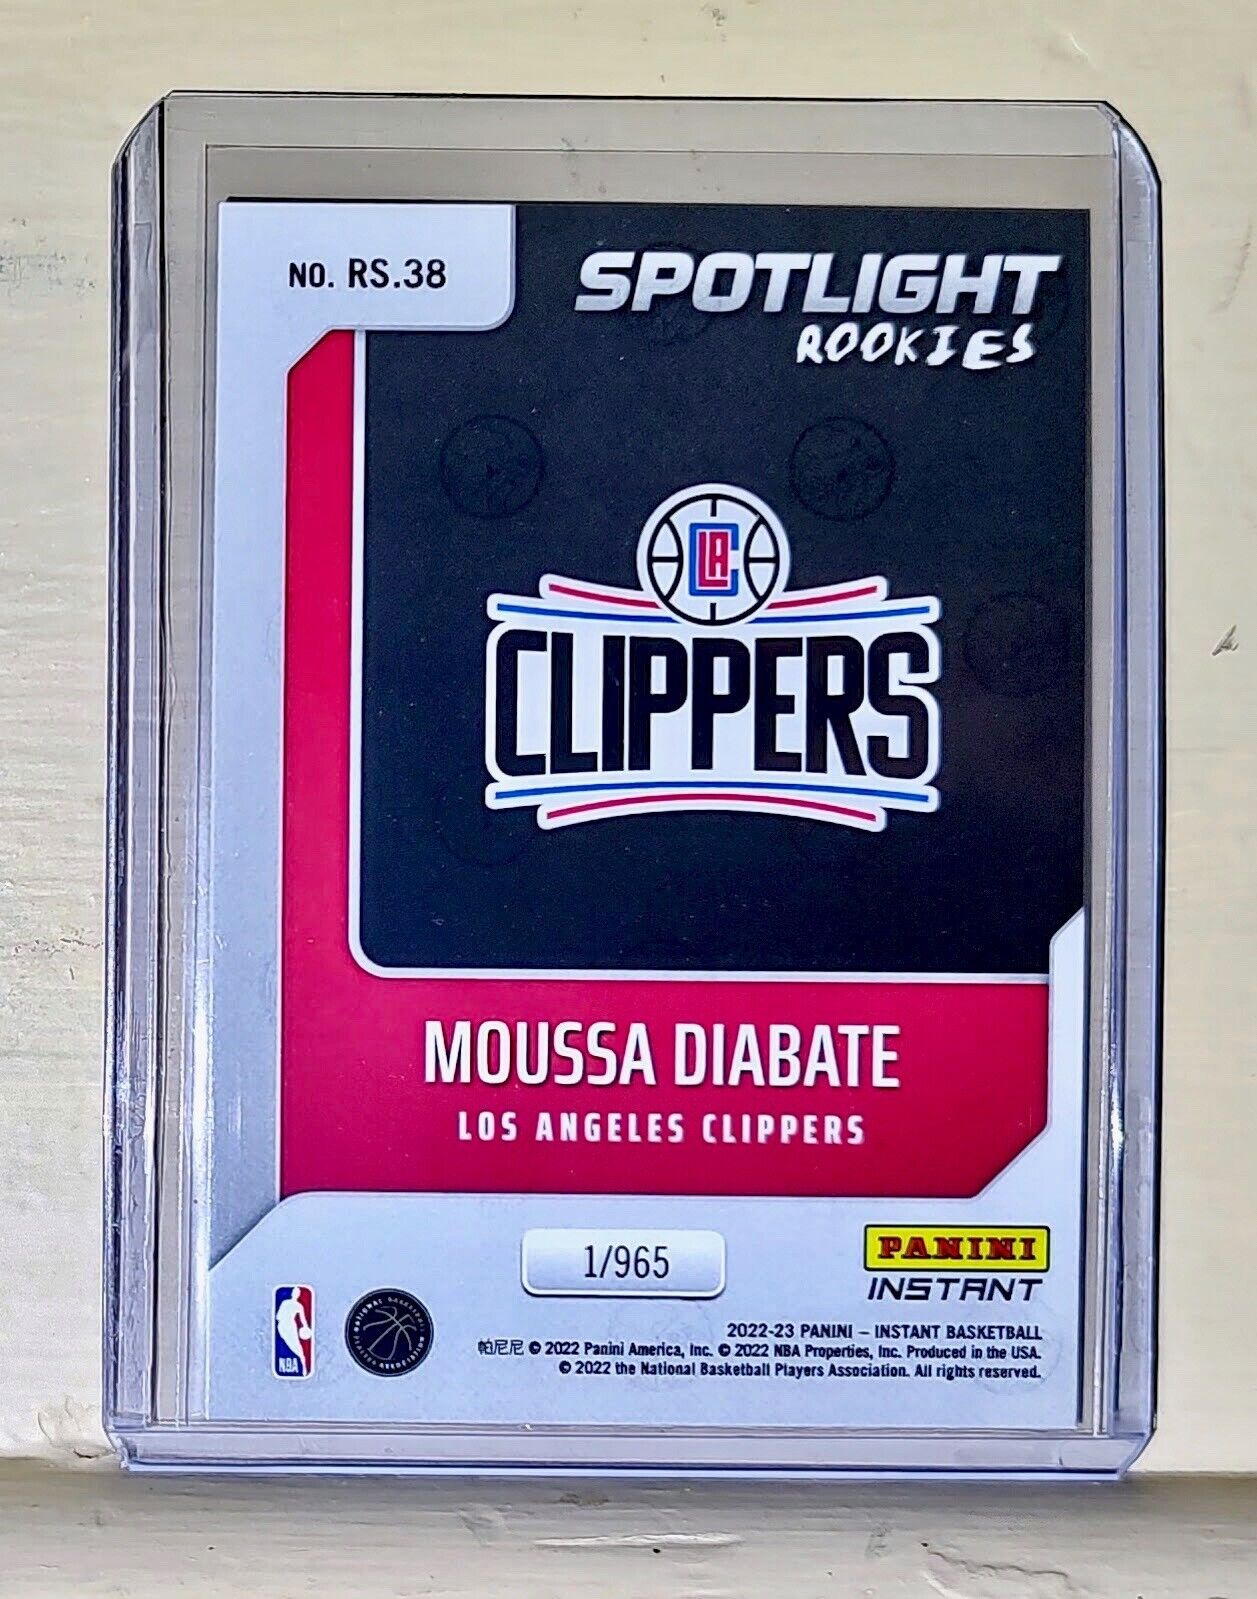 NO. RS.38
SPOTLIGHT
ROOKIES
LAC
CLIPPERS
MOUSSA DIABATE
LOS ANGELES CLIPPERS
1/965
PANINI
INSTANT
NBA
2022-23 PANINI – INSTANT BASKETBALL
帕尼尼 © 2022 Panini America, Inc. © 2022 NBA Properties, Inc. Produced in the USA.
© 2022 the National Basketball Players Association. All rights reserved.